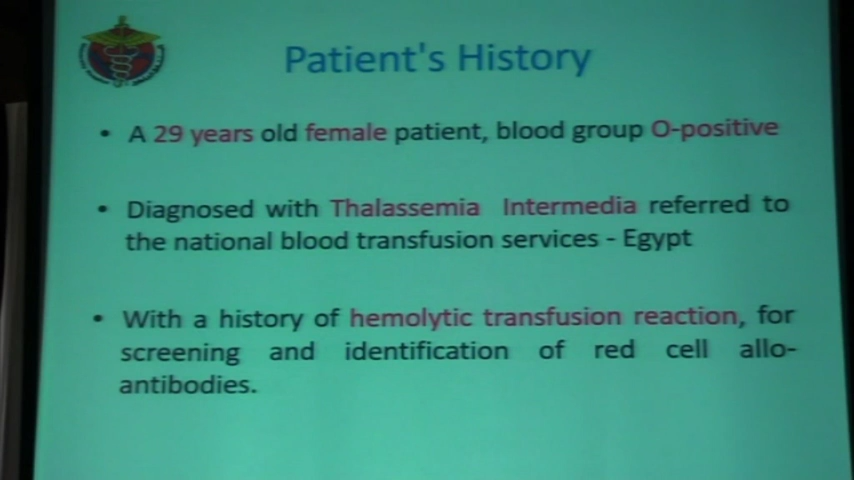 Patient's History
• A 29 years old female patient, blood group O-positive
• Diagnosed with Thalassemia Intermedia referred to
the national blood transfusion services - Egypt
• With a history of hemolytic transfusion reaction, for
screening and identification of red cell allo-
antibodies.